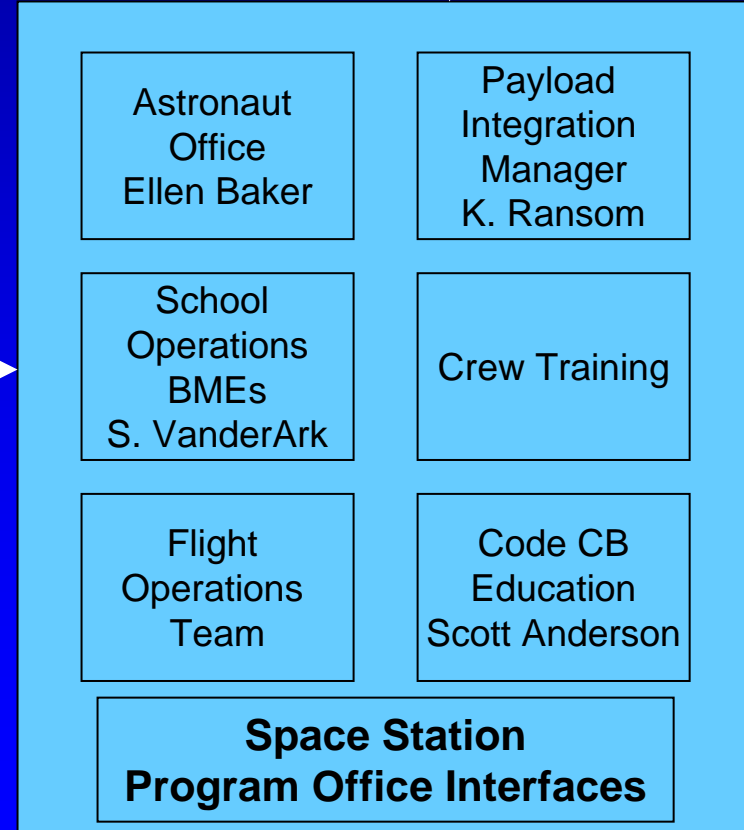 Astronaut
Office
Ellen Baker
Payload
Integration
Manager
K. Ransom
School
Operations
BMEs
S. VanderArk
Crew Training
Flight
Operations
Team
Code CB
Education
Scott Anderson
Space Station
Program Office Interfaces